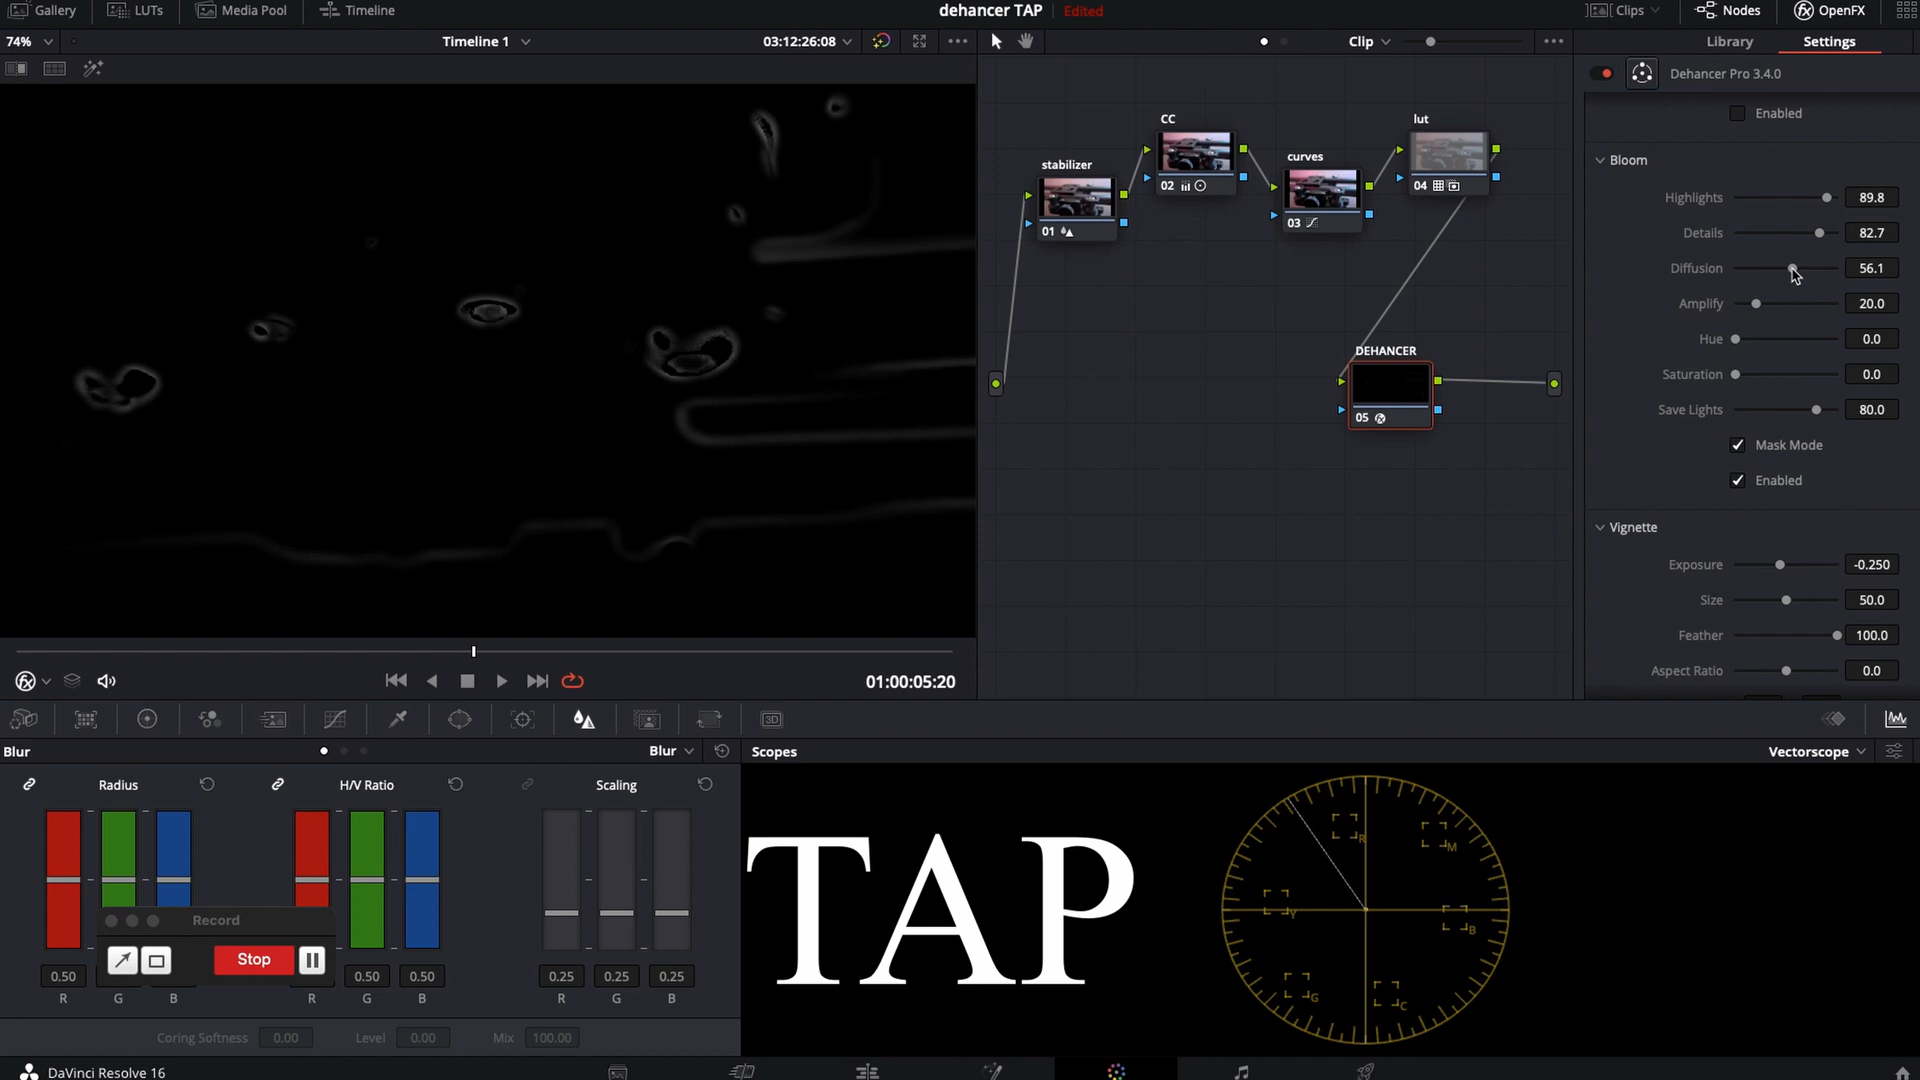 Gallery
LUTs
Media Pool
Timeline
dehancer TAP
Edited
Clips
Nodes
OpenFX
74%
Timeline 1
03:12:26:08
Clip
Library
Settings
Dehancer Pro 3.4.0
Enabled
Bloom
Highlights 89.8
Details 82.7
Diffusion 56.1
Amplify 20.0
Hue 0.0
Saturation 0.0
Save Lights 80.0
Mask Mode
Enabled
Vignette
Exposure -0.250
Size 50.0
Feather 100.0
Aspect Ratio 0.0
stabilizer
01
CC
02
curves
03
lut
04
DEHANCER
05
01:00:05:20
3D
Blur
Blur
Radius
H/V Ratio
Scaling
Record
Stop
0.50
0.50
0.50
0.25
0.25
0.25
R
G
B
R
G
B
R
G
B
Coring Softness 0.00
Level 0.00
Mix 100.00
Scopes
Vectorscope
TAP
R
M
Y
B
G
C
DaVinci Resolve 16